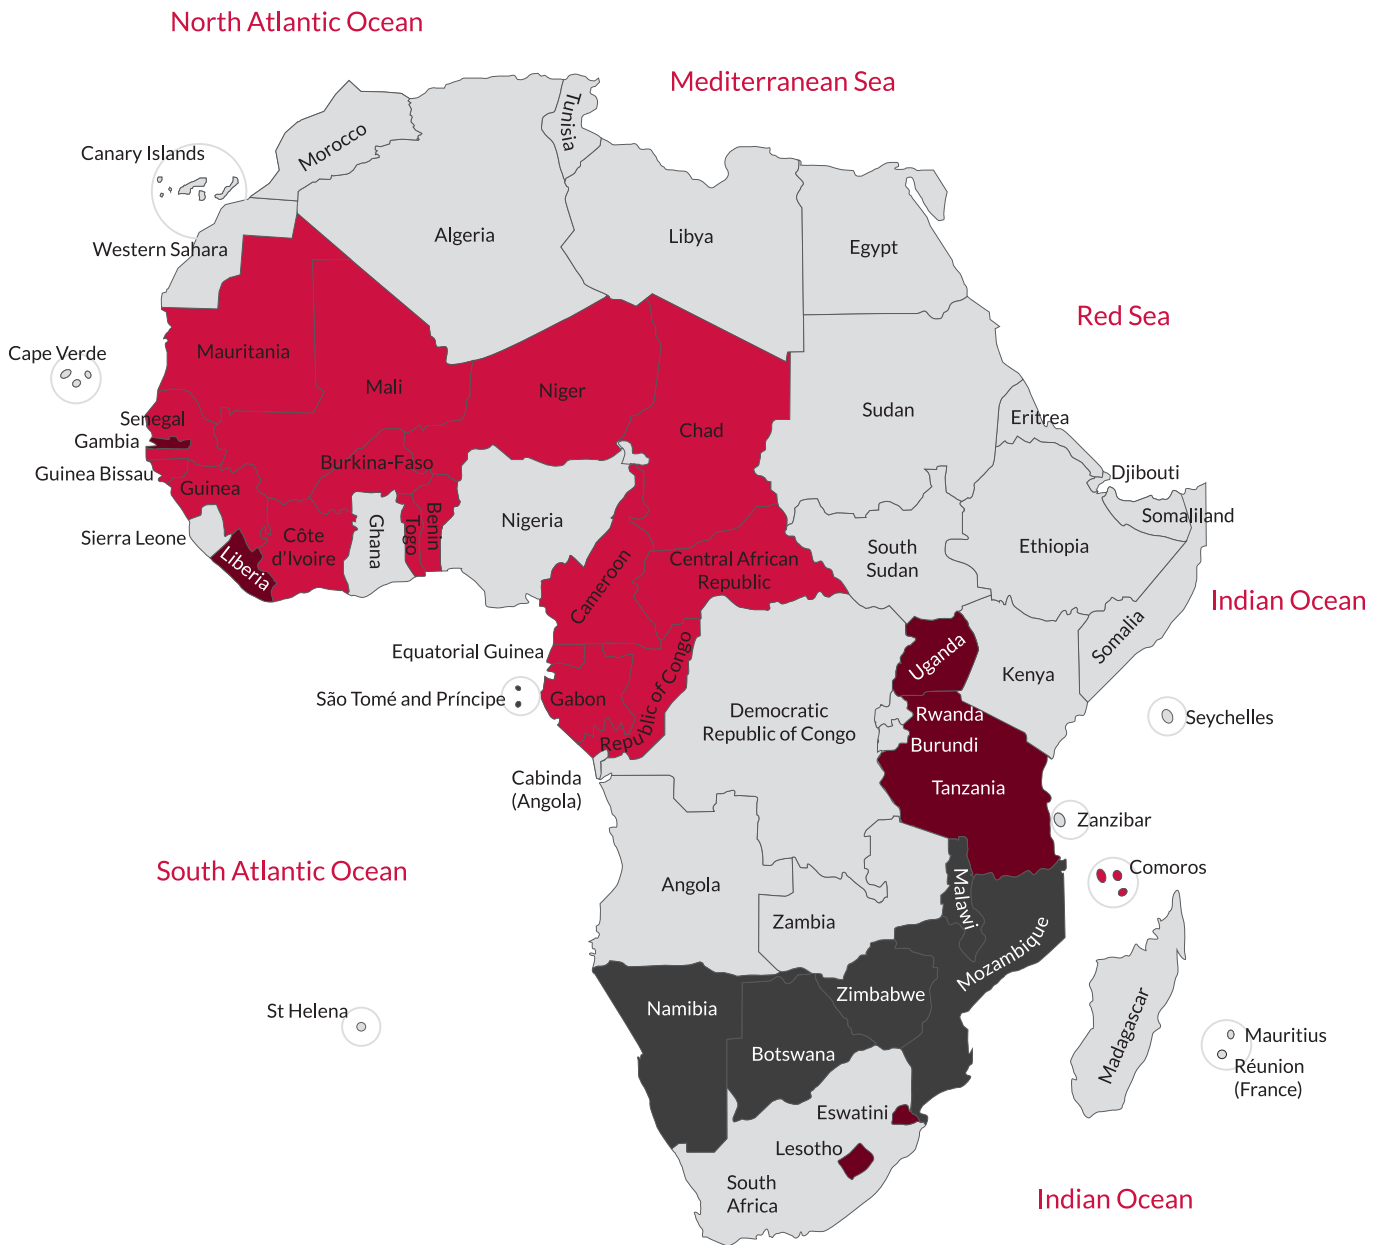 North Atlantic Ocean
Mediterranean Sea
Tunisia
Morocco
Canary Islands
Algeria
Libya
Egypt
Western Sahara
Red Sea
Mauritania
Cape Verde
Mali
Niger
Chad
Sudan
Eritrea
Senegal
Gambia
Burkina-Faso
Guinea Bissau
Guinea
Djibouti
Somaliland
Nigeria
Benin
Togo
Ghana
Côte
d'Ivoire
Sierra Leone
Liberia
South
Sudan
Ethiopia
Central African
Republic
Cameroon
Indian Ocean
Somalia
Equatorial Guinea
Uganda
Kenya
São Tomé and Príncipe
Gabon
Republic of Congo
Democratic
Republic of Congo
Rwanda
Burundi
Seychelles
Cabinda
(Angola)
Tanzania
Zanzibar
South Atlantic Ocean
Comoros
Angola
Malawi
Zambia
Mozambique
Zimbabwe
Namibia
St Helena
Botswana
Madagascar
Mauritius
Réunion
(France)
Eswatini
Lesotho
South
Africa
Indian Ocean